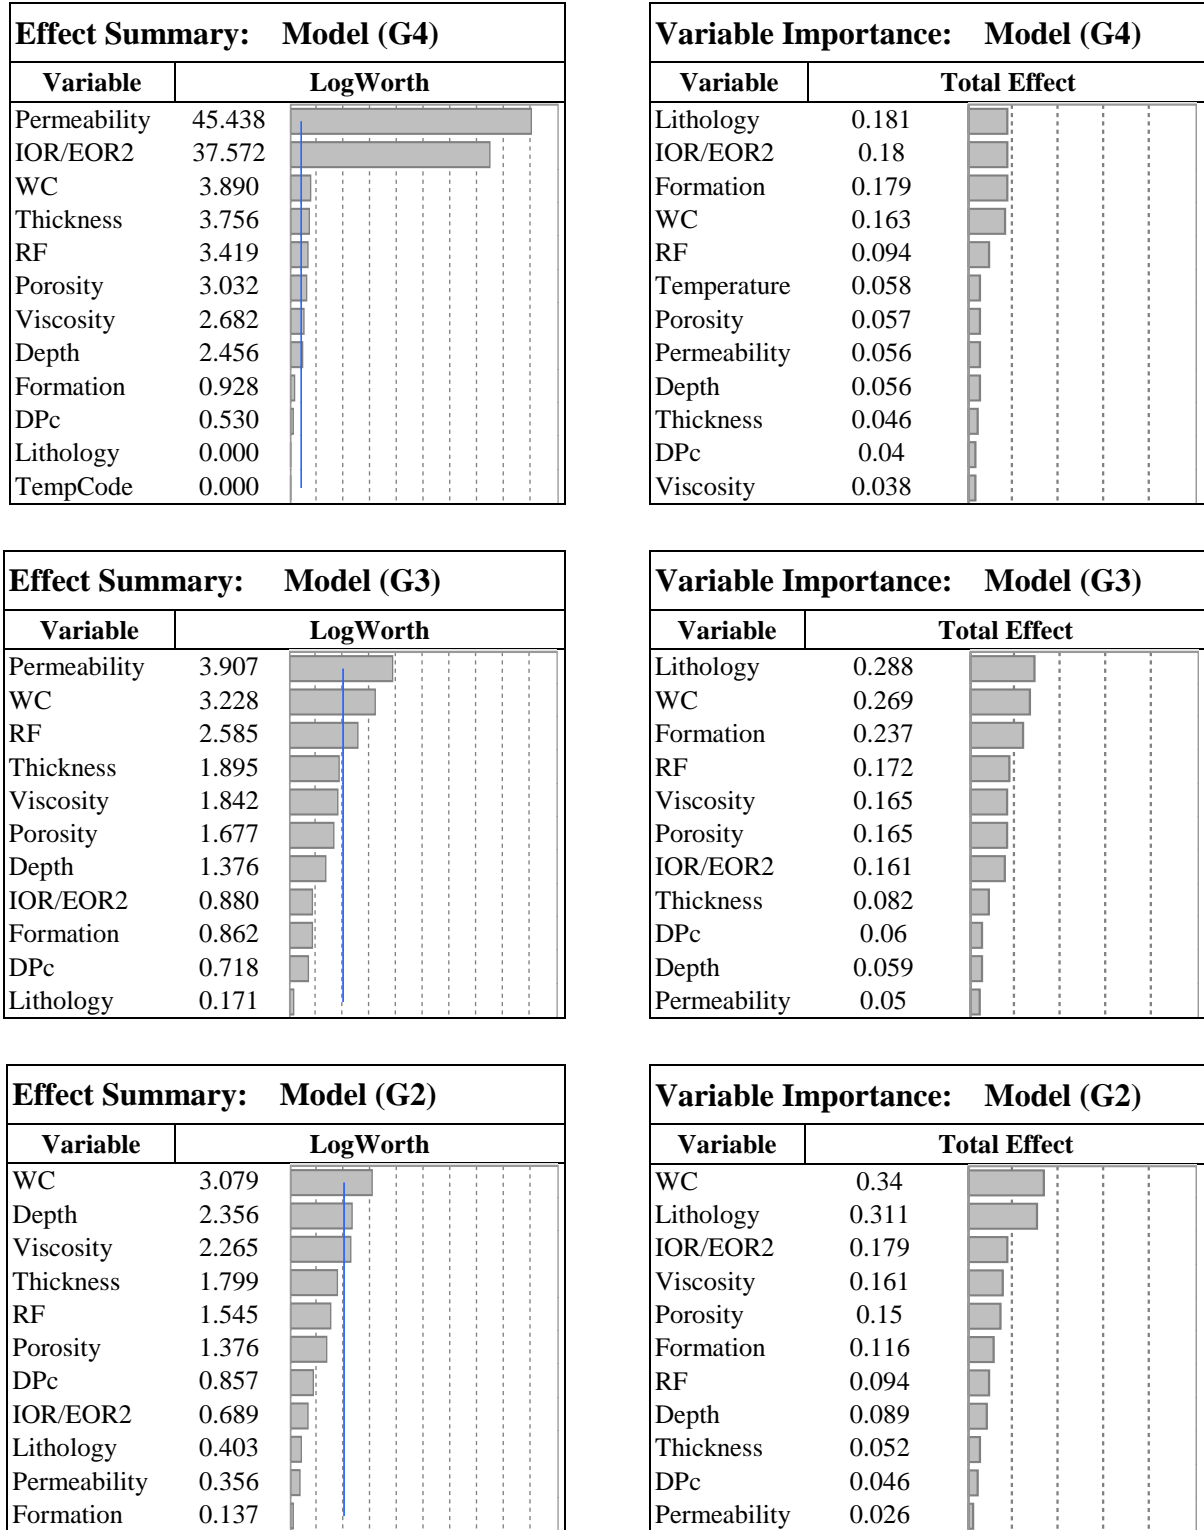 Effect Summary: Model (G4)
Variable LogWorth
Permeability 45.438
IOR/EOR2 37.572
WC 3.890
Thickness 3.756
RF 3.419
Porosity 3.032
Viscosity 2.682
Depth 2.456
Formation 0.928
DPc 0.530
Lithology 0.000
TempCode 0.000
Variable Importance: Model (G4)
Variable Total Effect
Lithology 0.181
IOR/EOR2 0.18
Formation 0.179
WC 0.163
RF 0.094
Temperature 0.058
Porosity 0.057
Permeability 0.056
Depth 0.056
Thickness 0.046
DPc 0.04
Viscosity 0.038
Effect Summary: Model (G3)
Variable LogWorth
Permeability 3.907
WC 3.228
RF 2.585
Thickness 1.895
Viscosity 1.842
Porosity 1.677
Depth 1.376
IOR/EOR2 0.880
Formation 0.862
DPc 0.718
Lithology 0.171
Variable Importance: Model (G3)
Variable Total Effect
Lithology 0.288
WC 0.269
Formation 0.237
RF 0.172
Viscosity 0.165
Porosity 0.165
IOR/EOR2 0.161
Thickness 0.082
DPc 0.06
Depth 0.059
Permeability 0.05
Effect Summary: Model (G2)
Variable LogWorth
WC 3.079
Depth 2.356
Viscosity 2.265
Thickness 1.799
RF 1.545
Porosity 1.376
DPc 0.857
IOR/EOR2 0.689
Lithology 0.403
Permeability 0.356
Formation 0.137
Variable Importance: Model (G2)
Variable Total Effect
WC 0.34
Lithology 0.311
IOR/EOR2 0.179
Viscosity 0.161
Porosity 0.15
Formation 0.116
RF 0.094
Depth 0.089
Thickness 0.052
DPc 0.046
Permeability 0.026